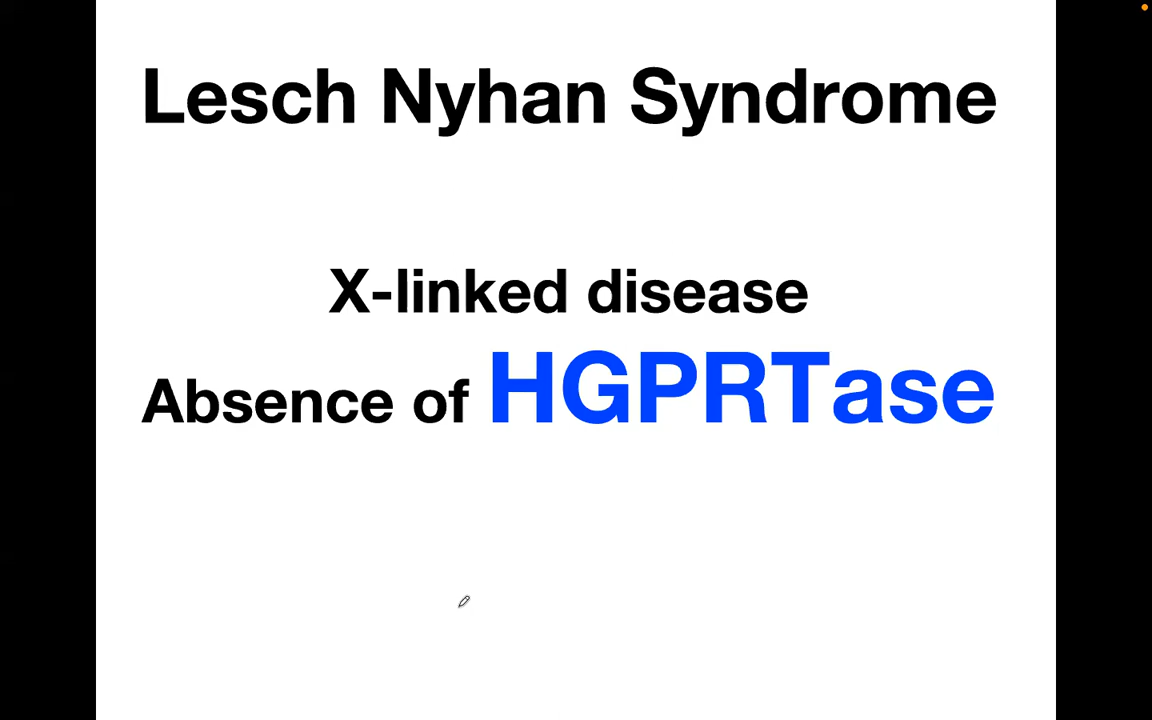 Lesch Nyhan Syndrome
X-linked disease
Absence of HGPRTase